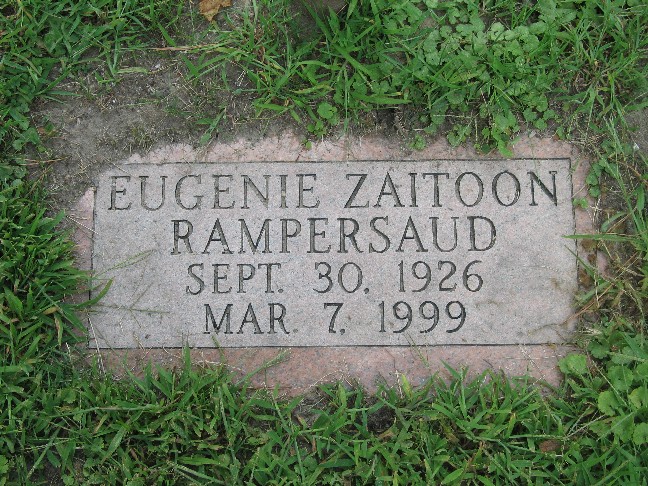 EUGENIE ZAITOON
RAMPERSAUD
SEPT. 30, 1926
MAR. 7, 1999